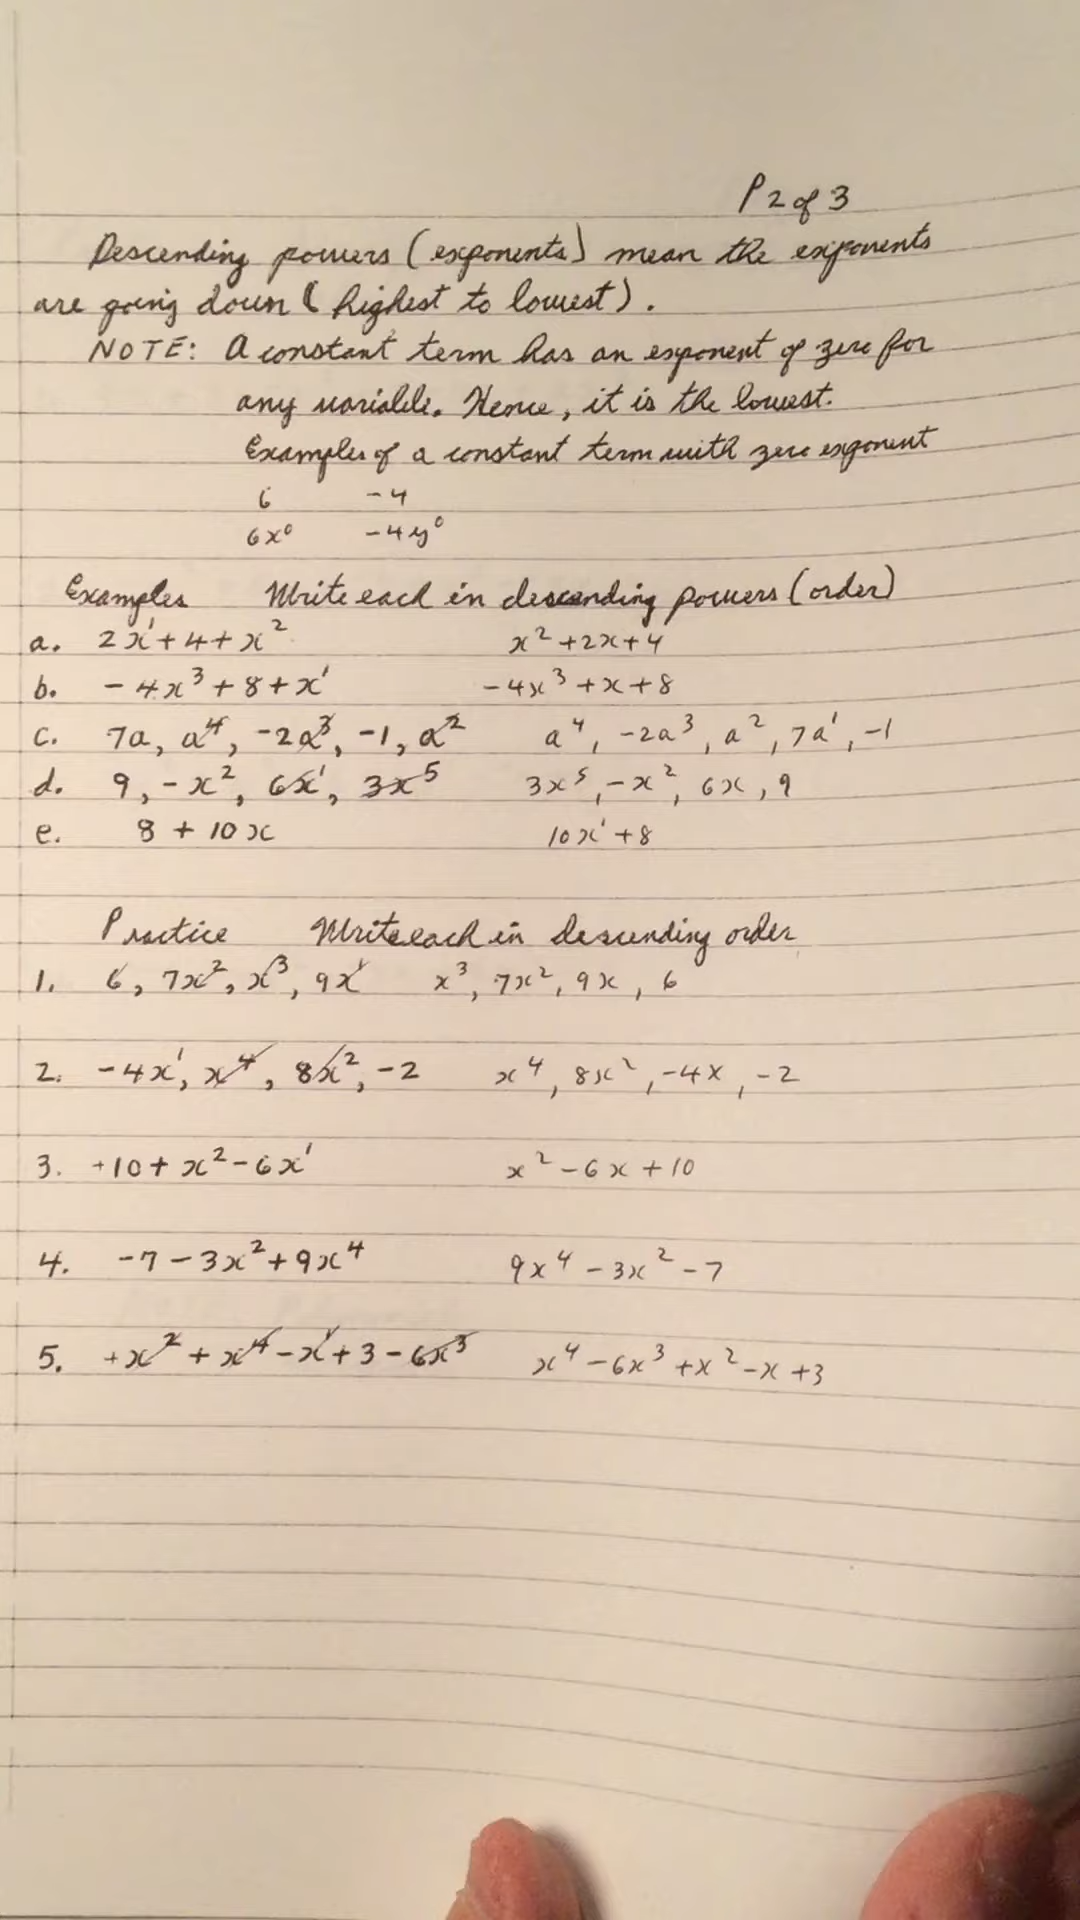 P 2 of 3
Descending powers (exponents) mean the exponents
are going down (highest to lowest).
NOTE: A constant term has an exponent of zero for
any variable. Hence, it is the lowest.
Examples of a constant term with zero exponent
6 -4
6x⁰ -4y⁰
Examples Write each in descending powers (order)
a. 2x¹+4+x² x²+2x+4
b. -4x³+8+x¹ -4x³+x+8
c. 7a, a⁴, -2a³, -1, a² a⁴, -2a³, a², 7a¹, -1
d. 9, -x², 6x¹, 3x⁵ 3x⁵, -x², 6x, 9
e. 8 + 10x 10x¹+8
Practice Write each in descending order
1. 6, 7x², x³, 9x¹ x³, 7x², 9x, 6
2. -4x¹, x⁴, 8x², -2 x⁴, 8x², -4x, -2
3. +10+x²-6x¹ x²-6x+10
4. -7-3x²+9x⁴ 9x⁴-3x²-7
5. +x²+x⁴-x¹+3-6x³ x⁴-6x³+x²-x+3